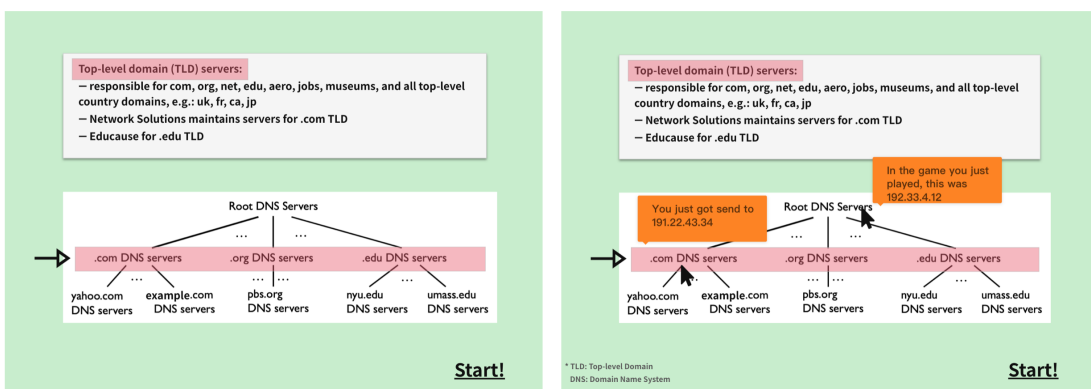 Top-level domain (TLD) servers:
— responsible for com, org, net, edu, aero, jobs, museums, and all top-level
country domains, e.g.: uk, fr, ca, jp
— Network Solutions maintains servers for .com TLD
— Educause for .edu TLD
Root DNS Servers
... ...
.com DNS servers .org DNS servers .edu DNS servers
... ... ... ...
yahoo.com example.com pbs.org nyu.edu umass.edu
DNS servers DNS servers DNS servers DNS servers DNS servers
Start!
Top-level domain (TLD) servers:
— responsible for com, org, net, edu, aero, jobs, museums, and all top-level
country domains, e.g.: uk, fr, ca, jp
— Network Solutions maintains servers for .com TLD
— Educause for .edu TLD
In the game you just
played, this was
192.33.4.12
You just got send to
191.22.43.34
Root DNS Servers
... ...
.com DNS servers .org DNS servers .edu DNS servers
... ... ... ...
yahoo.com example.com pbs.org nyu.edu umass.edu
DNS servers DNS servers DNS servers DNS servers DNS servers
* TLD: Top-level Domain
DNS: Domain Name System
Start!